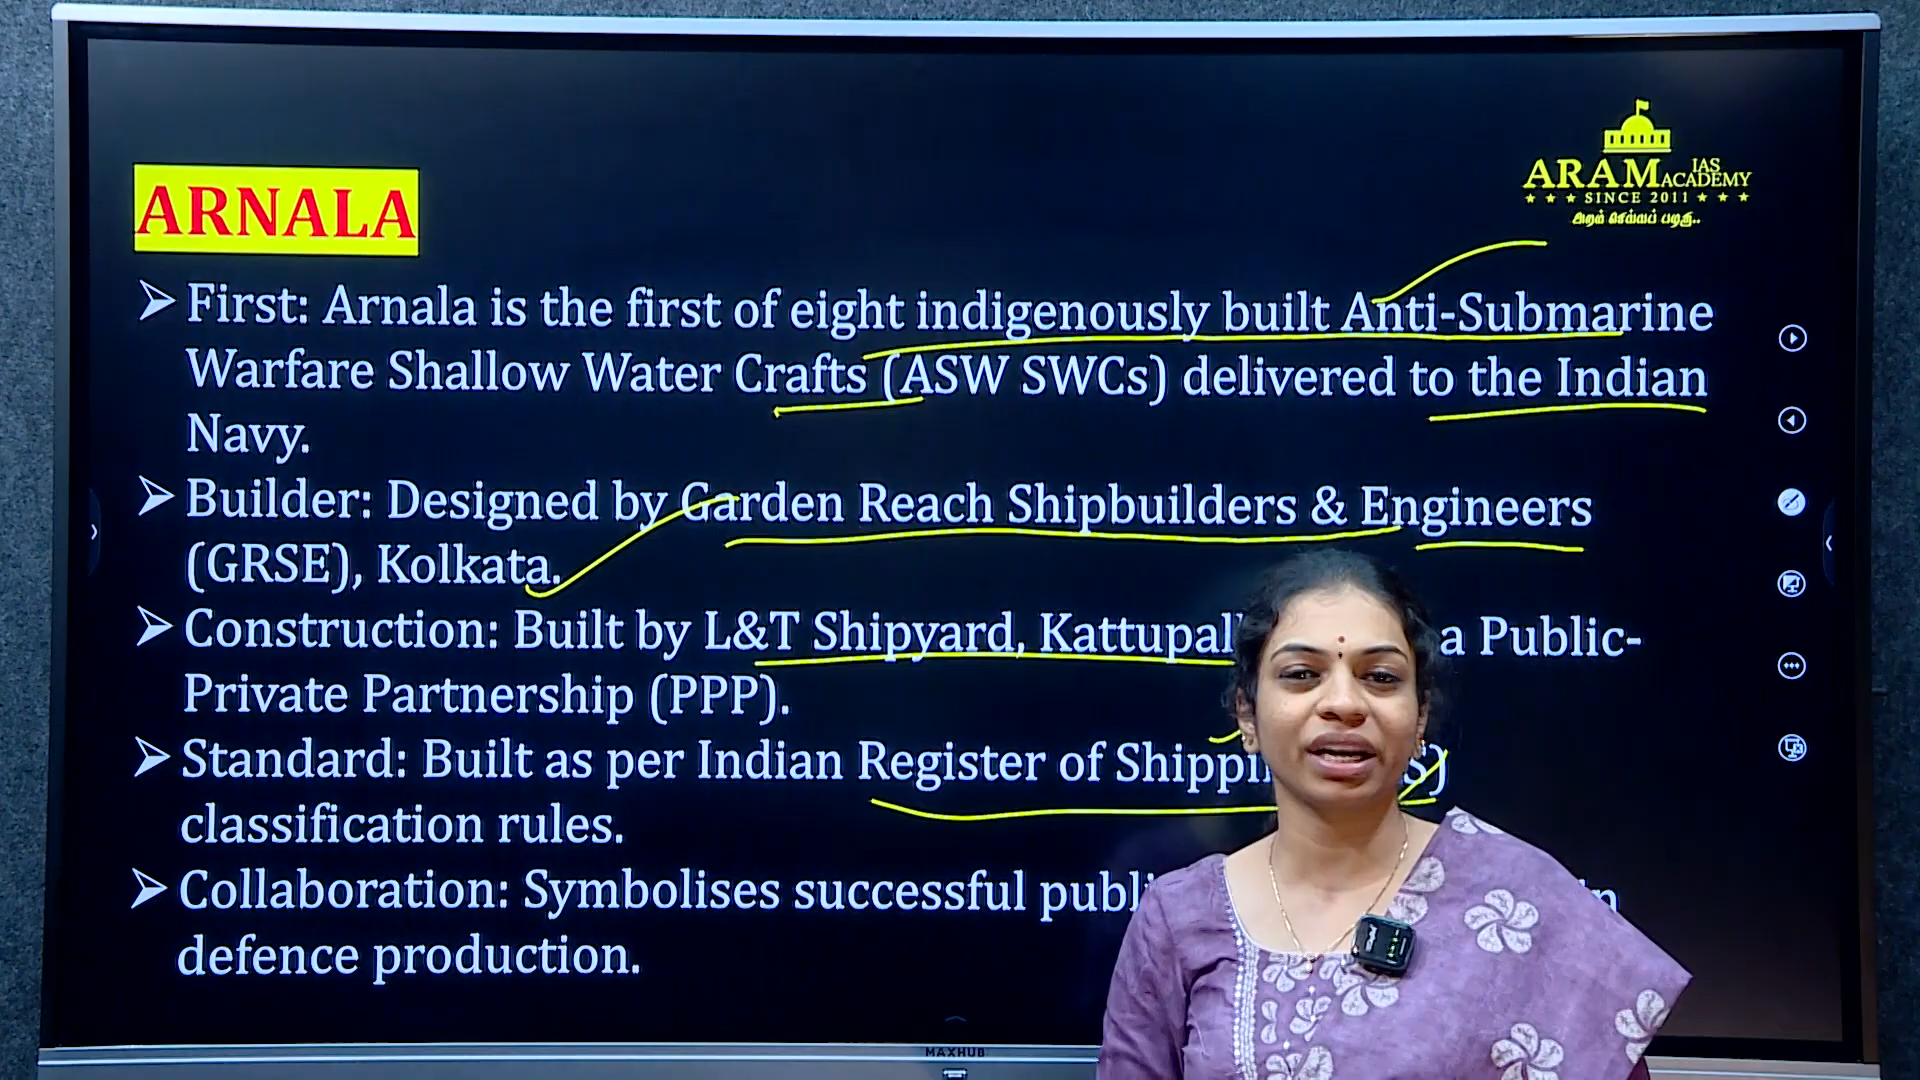 ARAM IAS ACADEMY
SINCE 2011
அறம் செய்யப் பழகு..
ARNALA
First: Arnala is the first of eight indigenously built Anti-Submarine
Warfare Shallow Water Crafts (ASW SWCs) delivered to the Indian
Navy.
Builder: Designed by Garden Reach Shipbuilders & Engineers
(GRSE), Kolkata.
Construction: Built by L&T Shipyard, a Public-
Private Partnership (PPP).
Standard: Built as per Indian Register of
classification rules.
Collaboration: Symbolises successful in
defence production.
MAXHUB